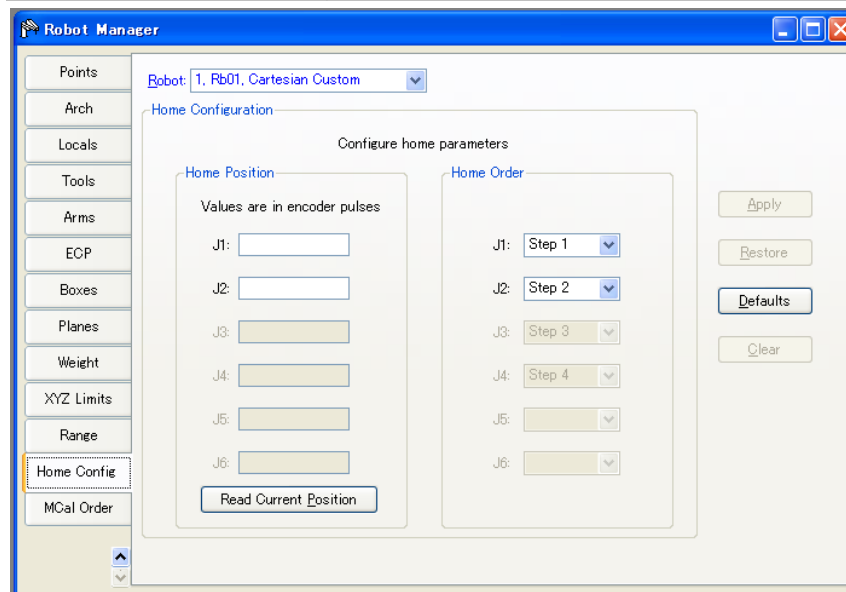 Robot Manager
Points
Arch
Locals
Tools
Arms
ECP
Boxes
Planes
Weight
XYZ Limits
Range
Home Config
MCal Order
Robot: 1, Rb01, Cartesian Custom
Home Configuration
Configure home parameters
Home Position
Values are in encoder pulses
J1:
J2:
J3:
J4:
J5:
J6:
Read Current Position
Home Order
J1: Step 1
J2: Step 2
J3: Step 3
J4: Step 4
J5:
J6:
Apply
Restore
Defaults
Clear